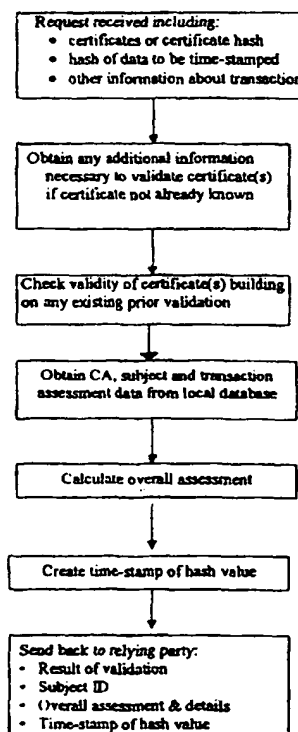 Request received including:
• certificates or certificate hash
• hash of data to be time-stamped
• other information about transaction
Obtain any additional information
necessary to validate certificate(s)
if certificate not already known
Check validity of certificate(s) building
on any existing prior validation
Obtain CA, subject and transaction
assessment data from local database
Calculate overall assessment
Create time-stamp of hash value
Send back to relying party:
• Result of validation
• Subject ID
• Overall assessment & details
• Time-stamp of hash value